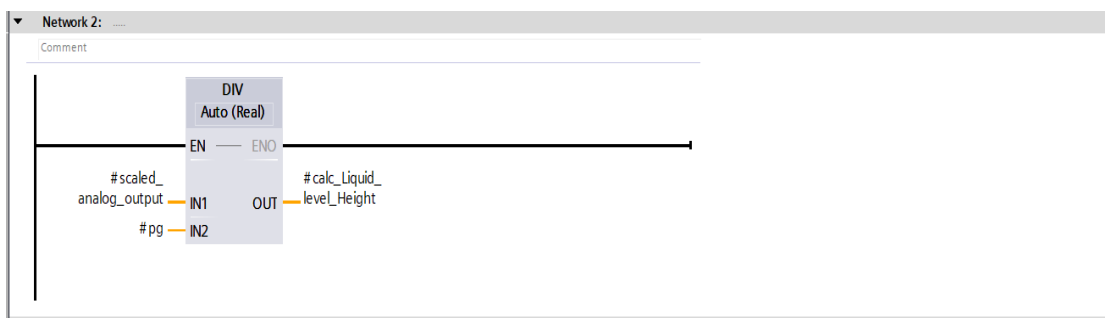 Network 2: .....
Comment
DIV
Auto (Real)
EN ENO
#scaled_
analog_output
IN1
#calc_Liquid_
level_Height
OUT
#pg
IN2